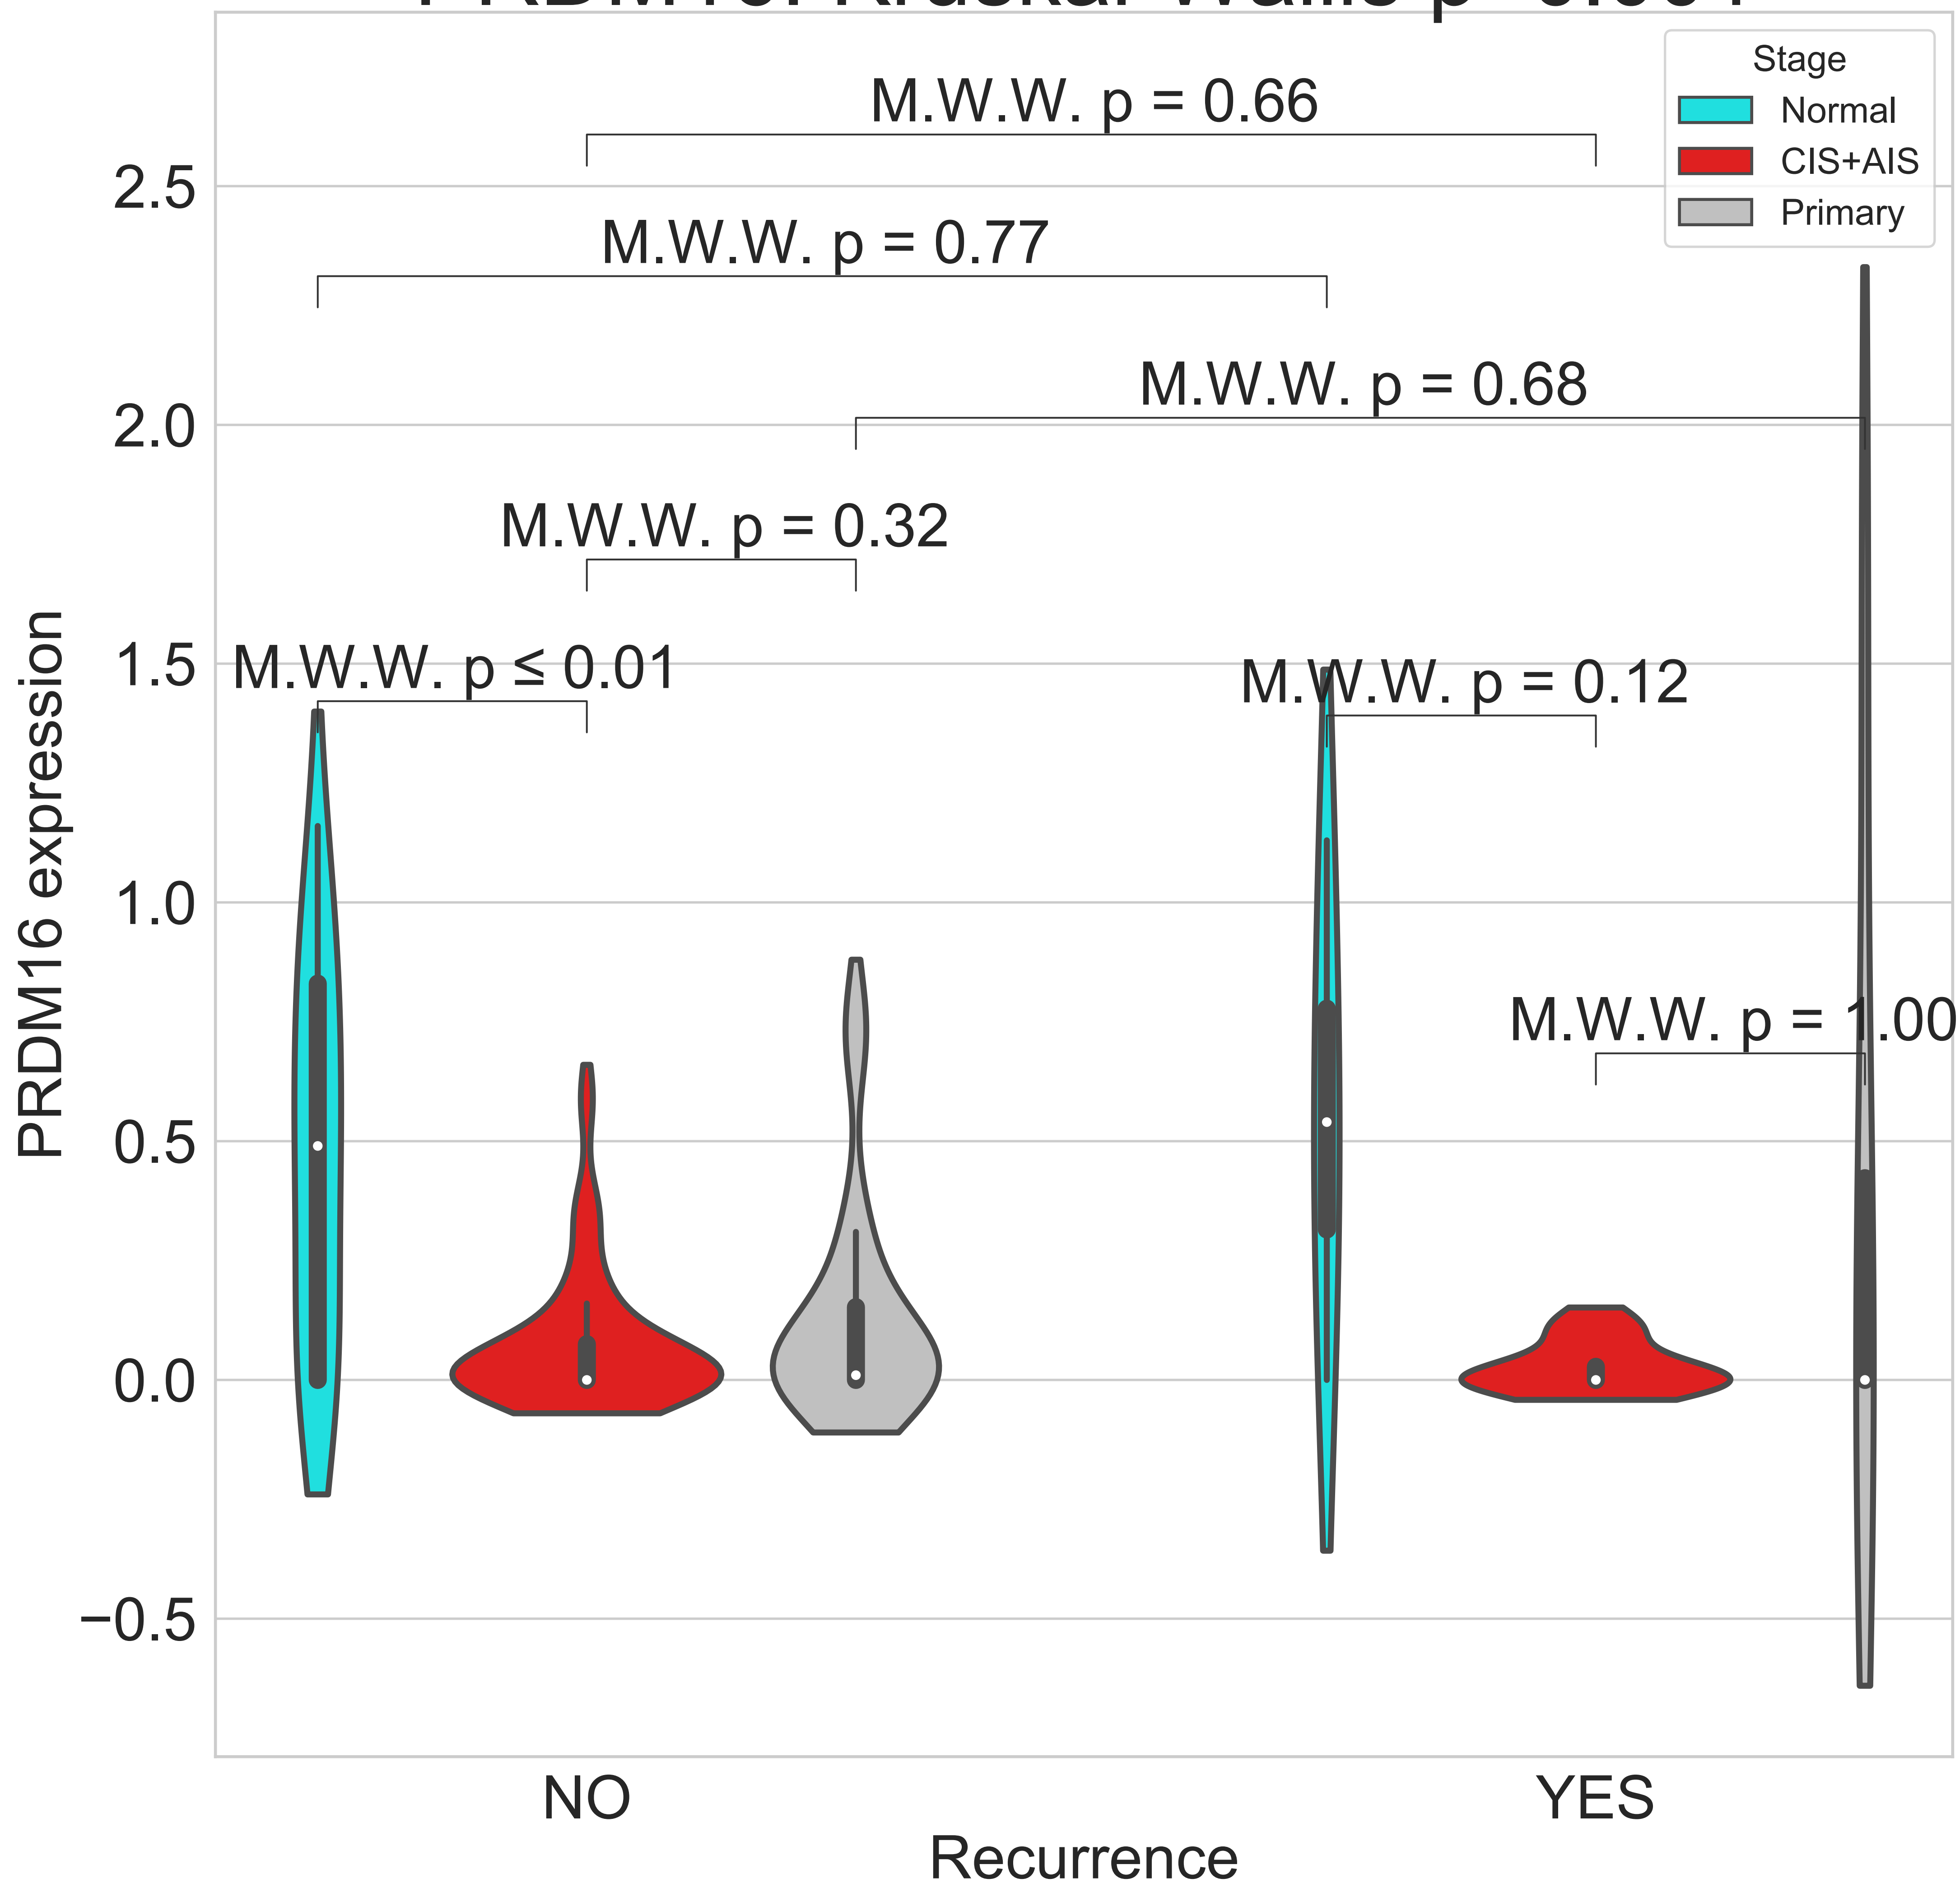 Stage
Normal
CIS+AIS
Primary
M.W.W. p = 0.66
M.W.W. p = 0.77
M.W.W. p = 0.68
M.W.W. p = 0.32
M.W.W. p ≤ 0.01
M.W.W. p = 0.12
M.W.W. p = 1.00
PRDM16 expression
2.5
2.0
1.5
1.0
0.5
0.0
−0.5
NO
YES
Recurrence